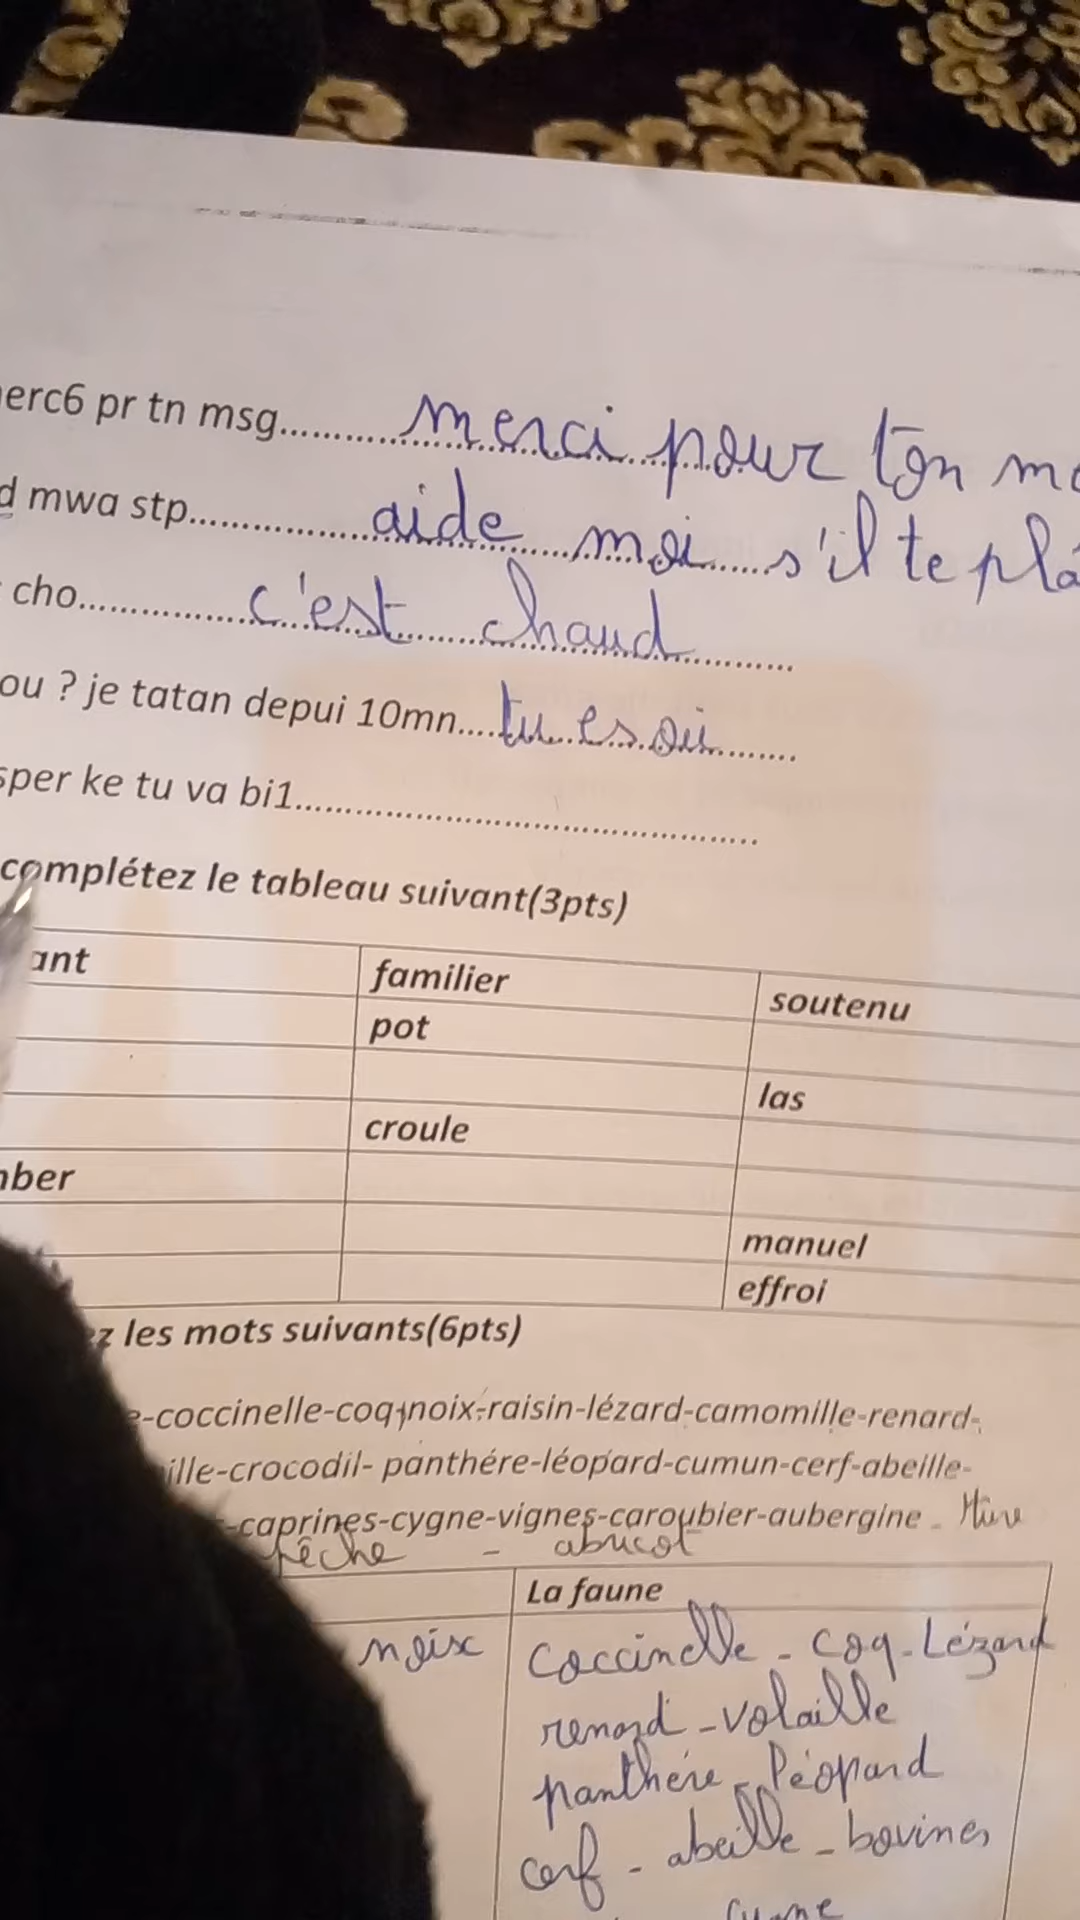 erc6 pr tn msg.......... merci pour ton
d mwa stp.......... aide moi s'il te plâ
cho.......... c'est chaud
ou ? je tatan depui 10mn.... tu es où
sper ke tu va bi1..........
complétez le tableau suivant(3pts)
ant familier soutenu
pot
las
croule
mber
manuel
effroi
z les mots suivants(6pts)
e-coccinelle-coq-noix-raisin-lézard-camomille-renard-
ille-crocodil- panthére-léopard-cumun-cerf-abeille-
-caprines-cygne-vignes-caroubier-aubergine -
pêche - abricot
La faune
noix coccinelle - coq - Lézard
renard - volaille
panthére - léopard
cerf - abeille - bovines
cygne